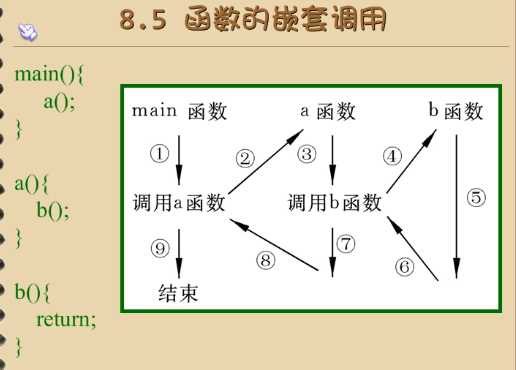 8.5 函数的嵌套调用
main(){
a();
}
a(){
b();
}
b(){
return;
}
main 函数 a 函数 b 函数
① ② ③ ④ ⑤
调用a函数 调用b函数
⑨ ⑧ ⑦ ⑥
结束